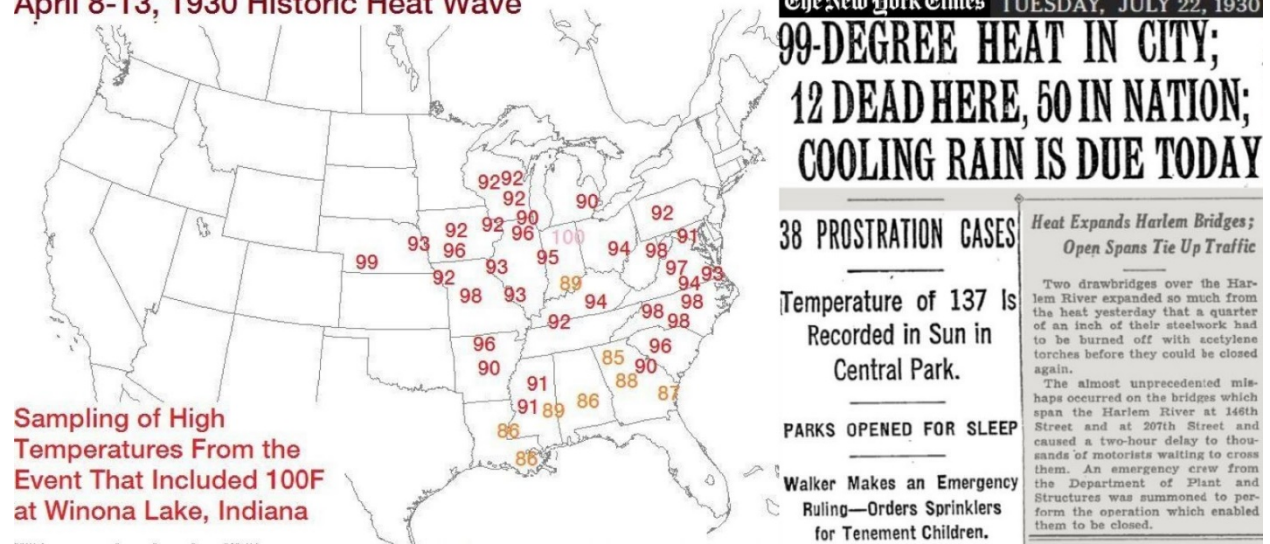 April 8-13, 1930 Historic Heat Wave
92 92
92
90
90
92
92
92
96
93
96
100
94
98
91
99
95
97
93
92
93
89
94
98
93
94
98
98
92
98
96
96
90
85
90
91
88
87
91
89
86
86
86
Sampling of High
Temperatures From the
Event That Included 100F
at Winona Lake, Indiana
The New York Times TUESDAY, JULY 22, 1930
99-DEGREE HEAT IN CITY;
12 DEAD HERE, 50 IN NATION;
COOLING RAIN IS DUE TODAY
38 PROSTRATION CASES
Temperature of 137 Is
Recorded in Sun in
Central Park.
PARKS OPENED FOR SLEEP
Walker Makes an Emergency
Ruling—Orders Sprinklers
for Tenement Children.
Heat Expands Harlem Bridges;
Open Spans Tie Up Traffic
Two drawbridges over the Har-
lem River expanded so much from
the heat yesterday that a quarter
of an inch of their steelwork had
to be burned off with acetylene
torches before they could be closed
again.
The almost unprecedented mis-
haps occurred on the bridges which
span the Harlem River at 146th
Street and at 207th Street and
caused a two-hour delay to thou-
sands of motorists waiting to cross
them. An emergency crew from
the Department of Plant and
Structures was summoned to per-
form the operation which enabled
them to be closed.